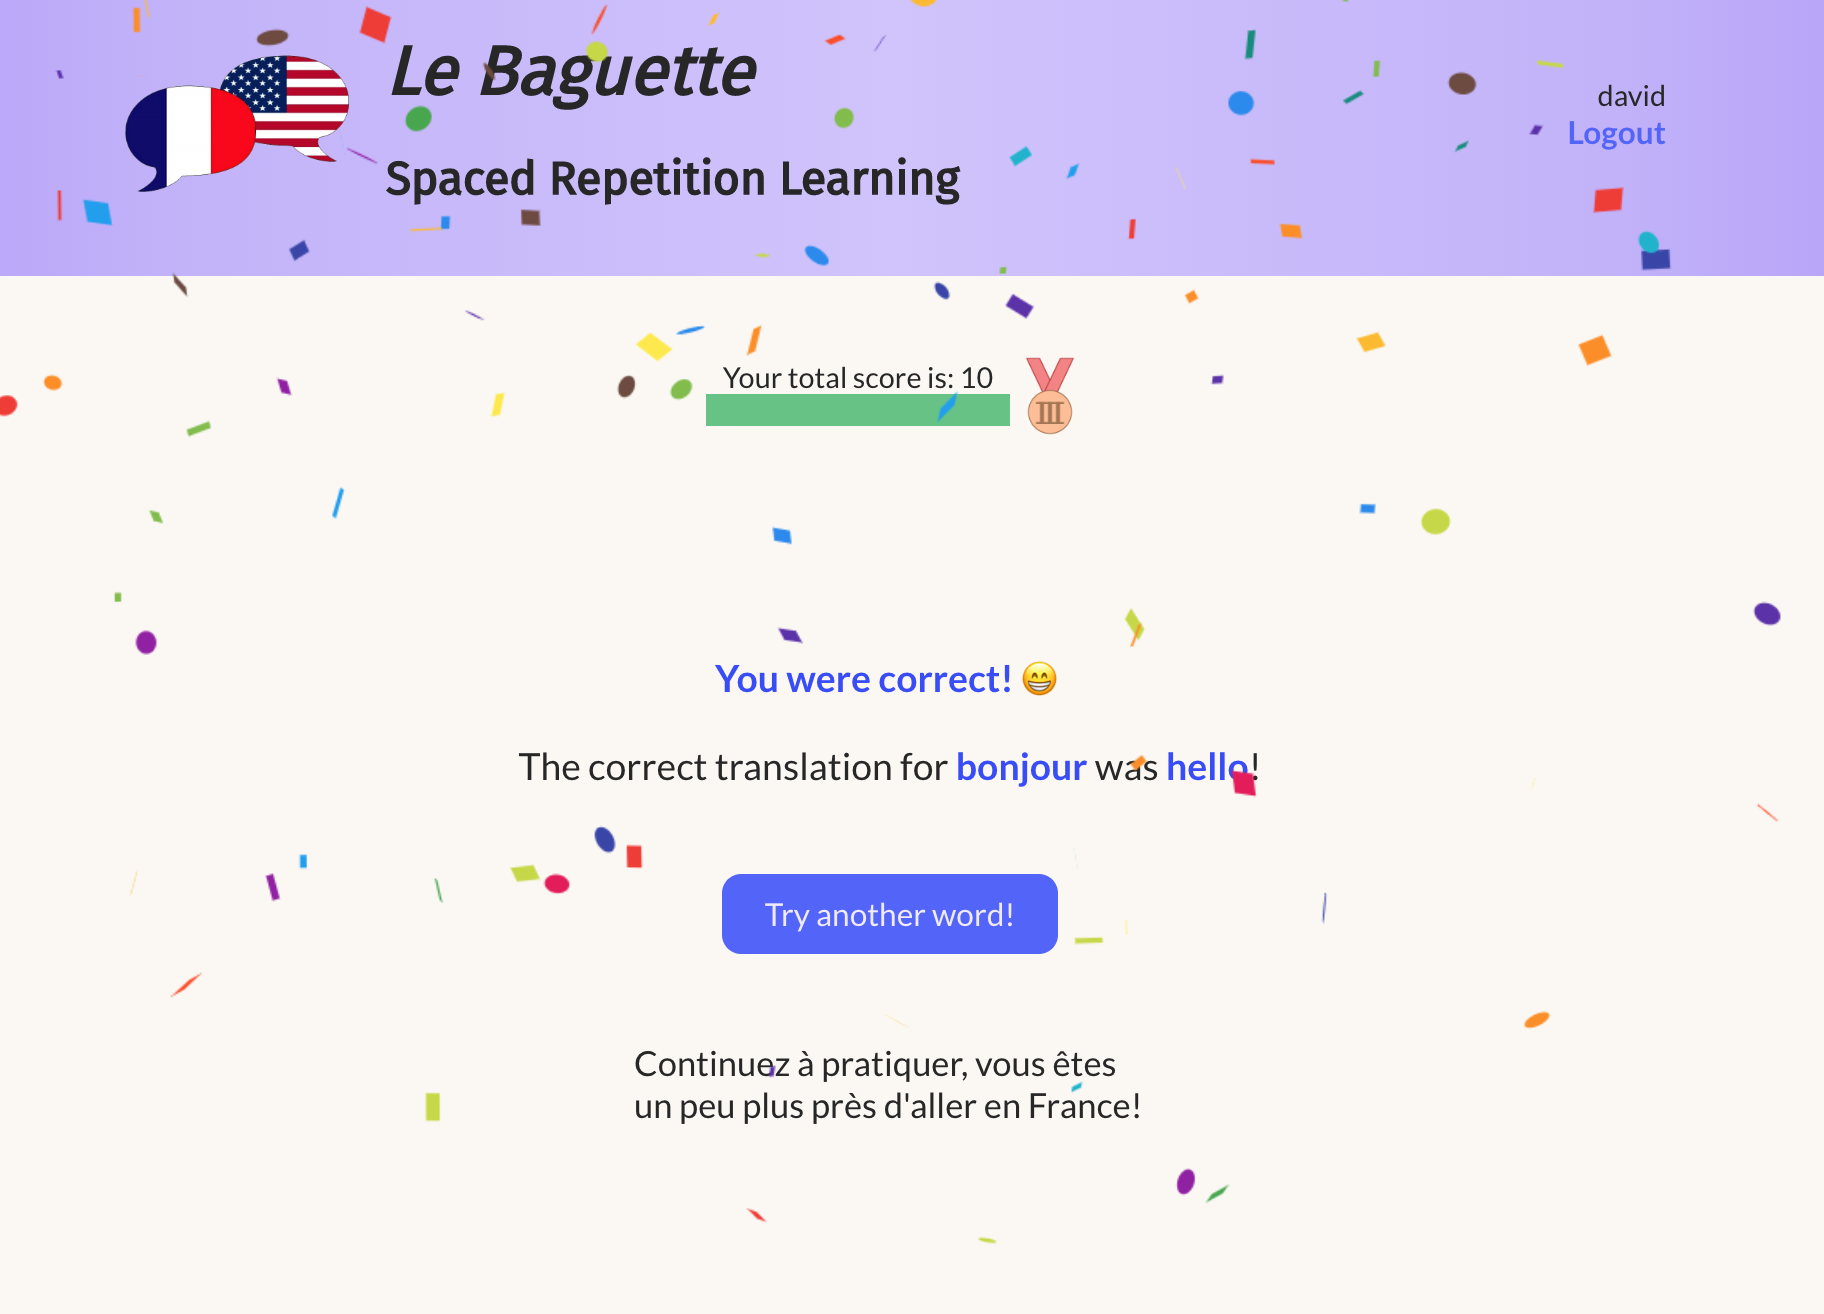 Le Baguette
Spaced Repetition Learning
david
Logout
Your total score is: 10
III
You were correct! 😁
The correct translation for bonjour was hello!
Try another word!
Continuez à pratiquer, vous êtes
un peu plus près d'aller en France!